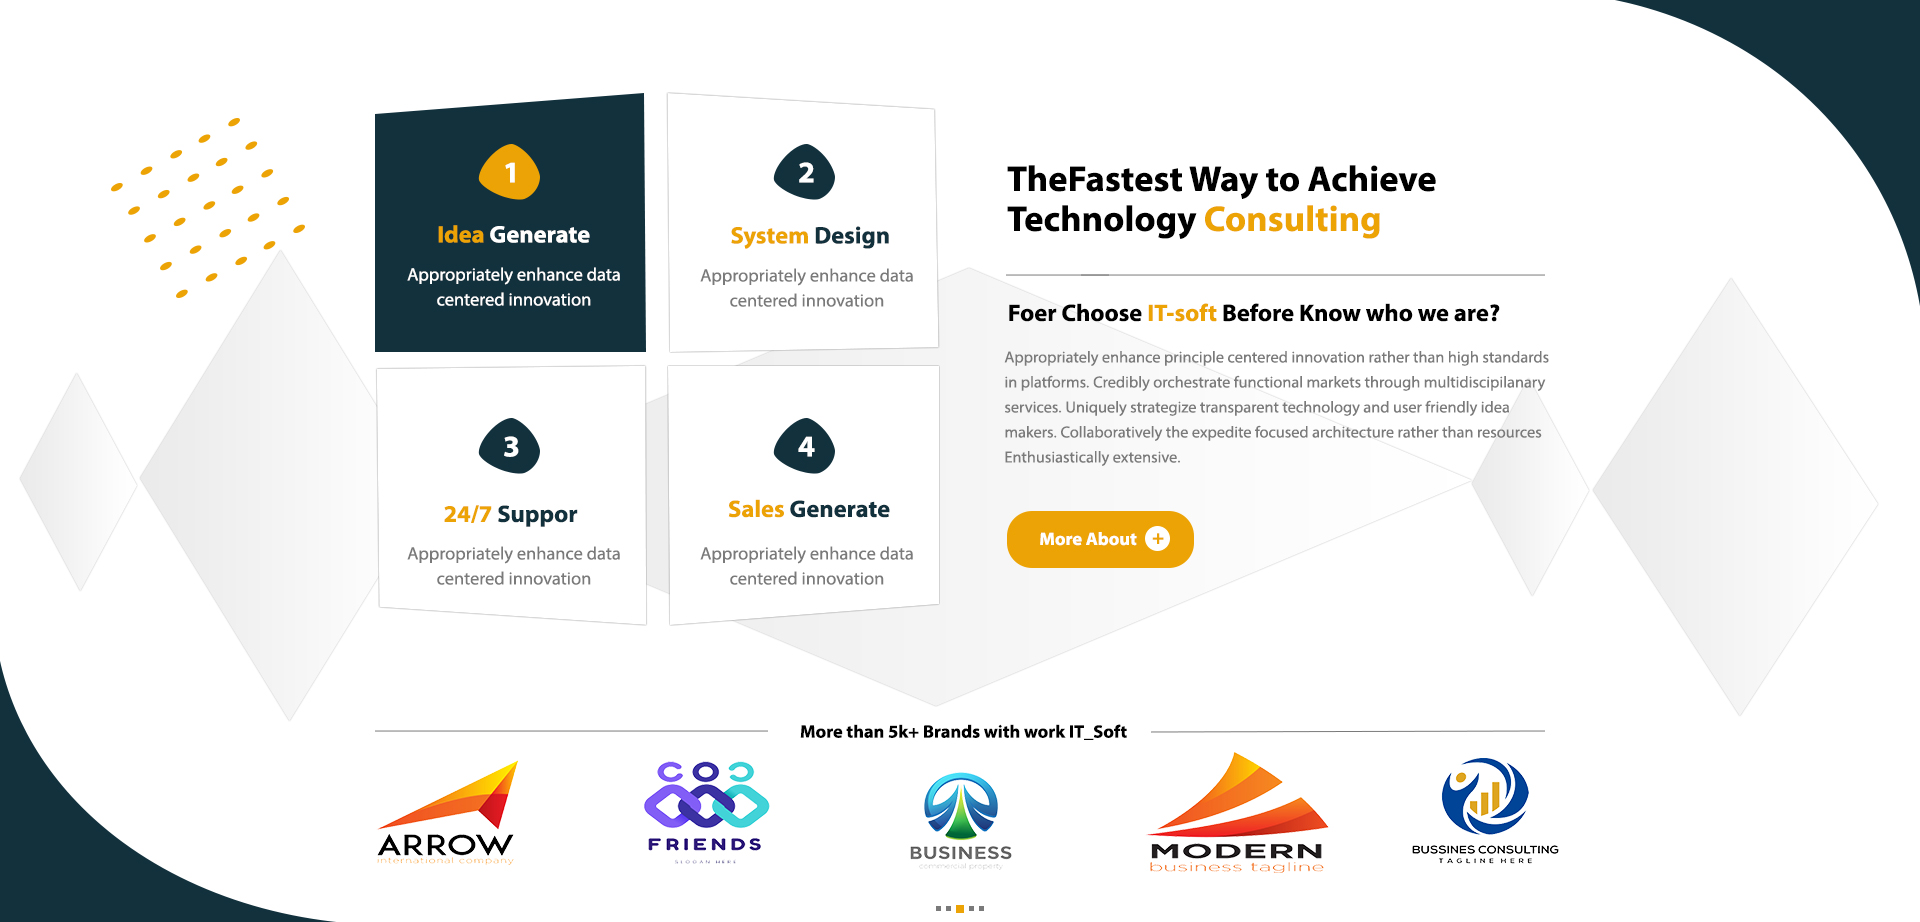 1
Idea Generate
Appropriately enhance data
centered innovation
2
System Design
Appropriately enhance data
centered innovation
3
24/7 Suppor
Appropriately enhance data
centered innovation
4
Sales Generate
Appropriately enhance data
centered innovation
TheFastest Way to Achieve
Technology Consulting
Foer Choose IT-soft Before Know who we are?
Appropriately enhance principle centered innovation rather than high standards
in platforms. Credibly orchestrate functional markets through multidiscipilanary
services. Uniquely strategize transparent technology and user friendly idea
makers. Collaboratively the expedite focused architecture rather than resources
Enthusiastically extensive.
More About +
More than 5k+ Brands with work IT_Soft
ARROW
international company
FRIENDS
SLOGAN HERE
BUSINESS
commercial property
MODERN
business tagline
BUSSINES CONSULTING
TAGLINE HERE